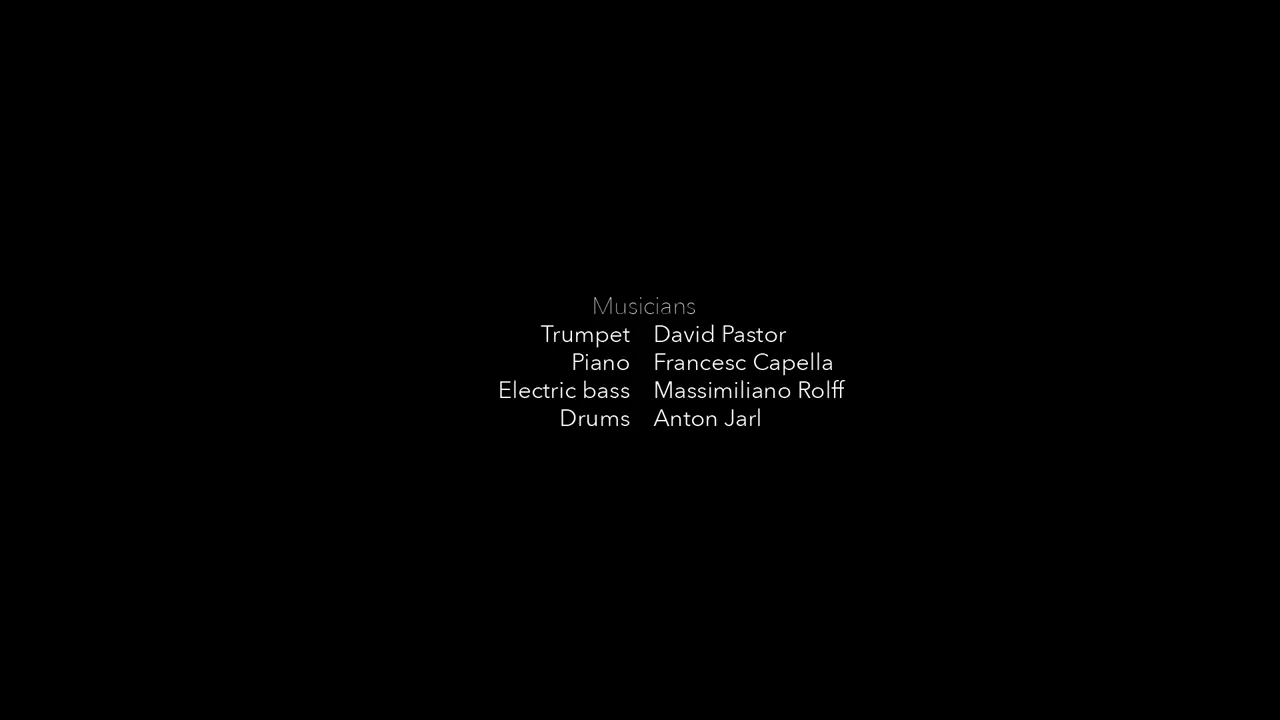 Musicians
Trumpet David Pastor
Piano Francesc Capella
Electric bass Massimiliano Rolff
Drums Anton Jarl